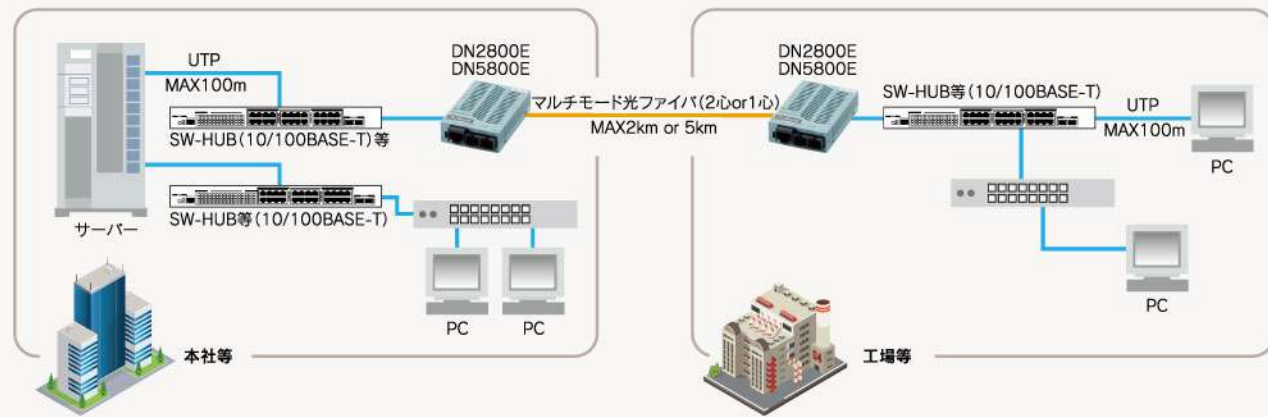 UTP
MAX100m
SW-HUB(10/100BASE-T)等
SW-HUB等(10/100BASE-T)
サーバー
PC
PC
本社等
DN2800E
DN5800E
マルチモード光ファイバ(2心or1心)
MAX2km or 5km
DN2800E
DN5800E
SW-HUB等(10/100BASE-T)
UTP
MAX100m
PC
PC
工場等